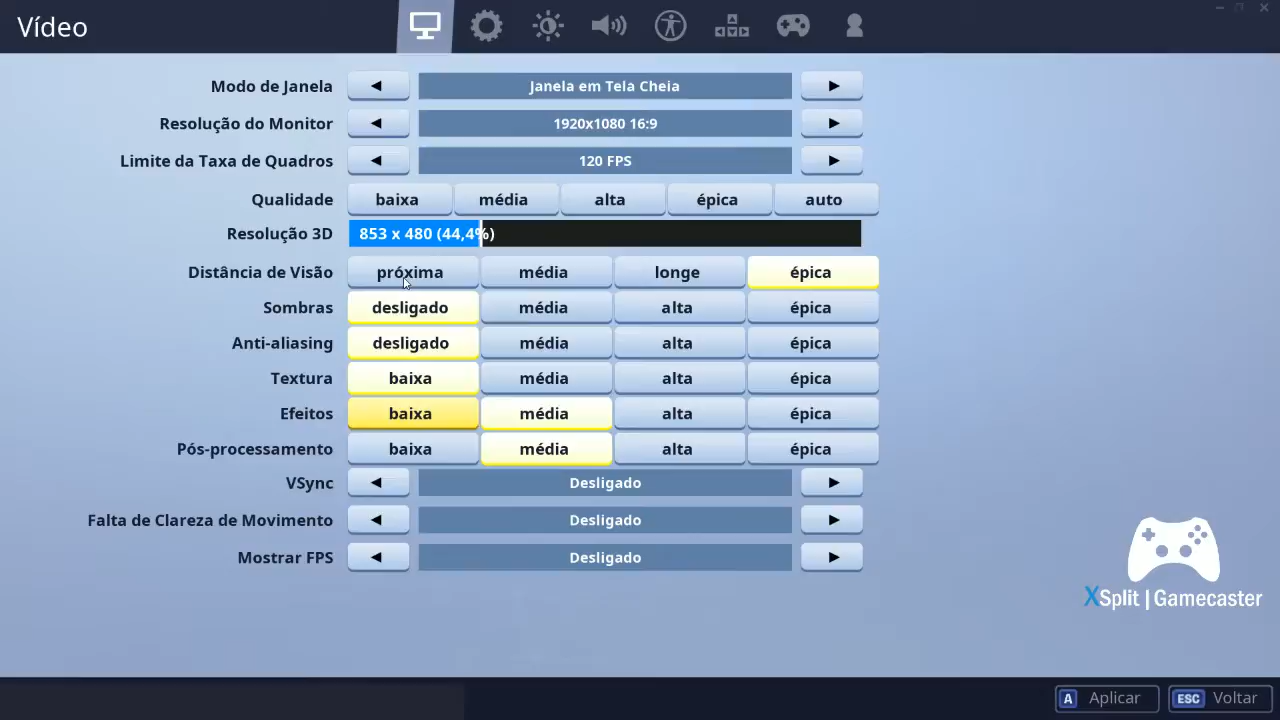 Vídeo
Modo de Janela Janela em Tela Cheia
Resolução do Monitor 1920x1080 16:9
Limite da Taxa de Quadros 120 FPS
Qualidade baixa média alta épica auto
Resolução 3D 853 x 480 (44,4%)
Distância de Visão próxima média longe épica
Sombras desligado média alta épica
Anti-aliasing desligado média alta épica
Textura baixa média alta épica
Efeitos baixa média alta épica
Pós-processamento baixa média alta épica
VSync Desligado
Falta de Clareza de Movimento Desligado
Mostrar FPS Desligado
XSplit | Gamecaster
A Aplicar ESC Voltar